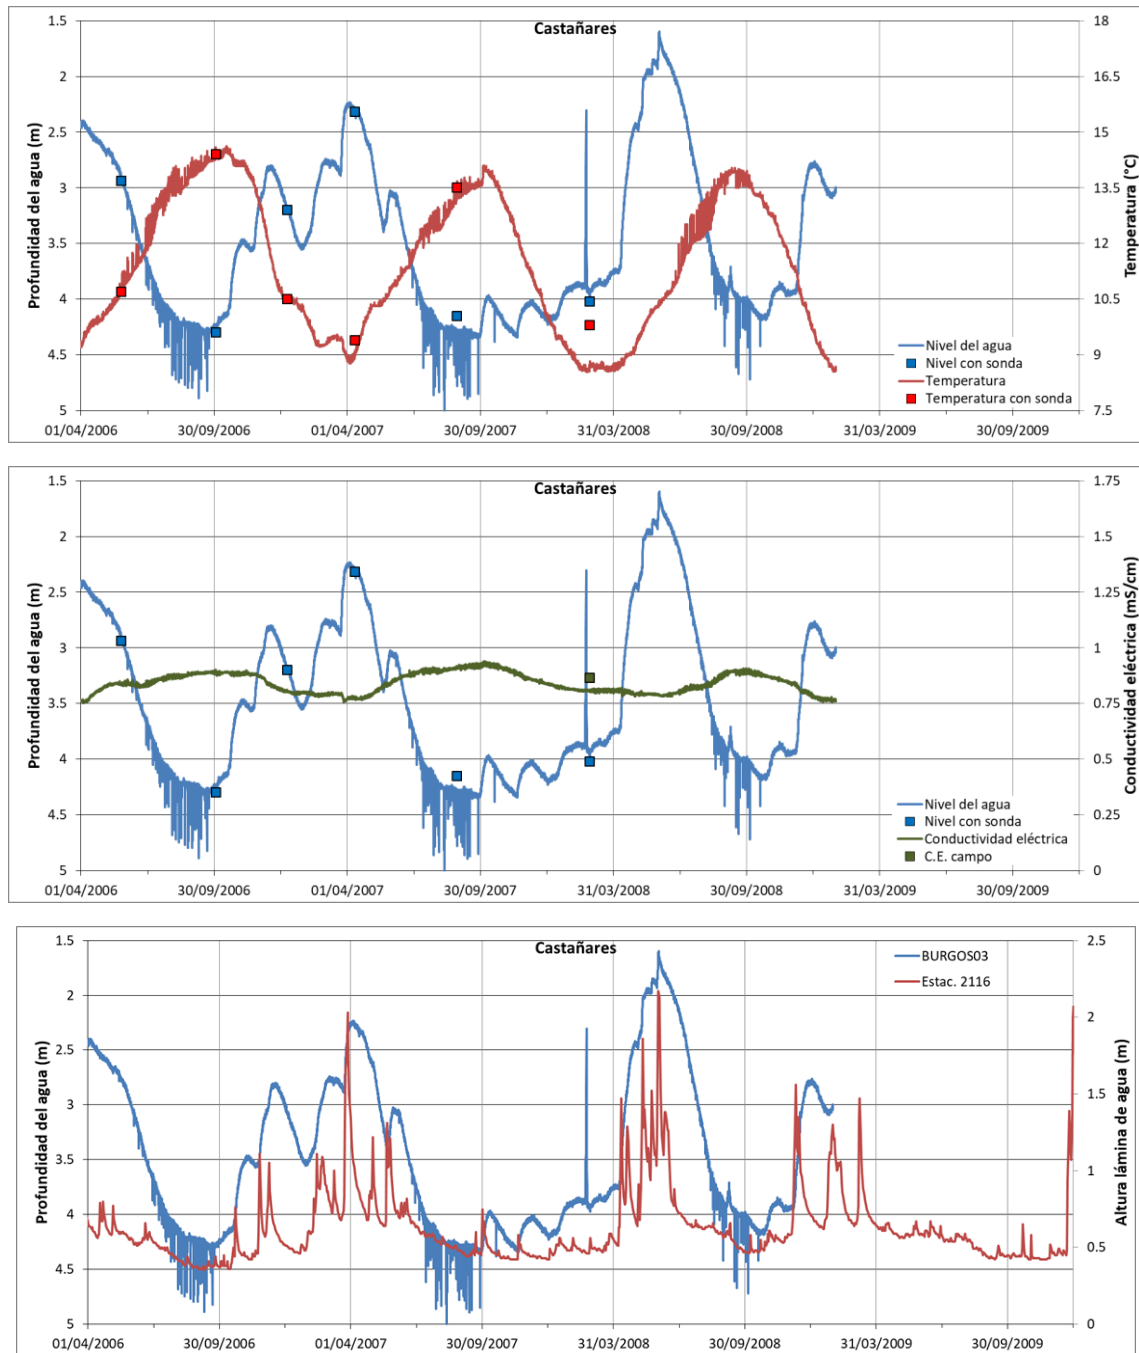 Castañares
Profundidad del agua (m)
1.5
2
2.5
3
3.5
4
4.5
5
18
16.5
15
13.5
12
10.5
9
7.5
Temperatura (°C)
Nivel del agua
Nivel con sonda
Temperatura
Temperatura con sonda
01/04/2006 30/09/2006 01/04/2007 30/09/2007 31/03/2008 30/09/2008 31/03/2009 30/09/2009
Castañares
Profundidad del agua (m)
1.5
2
2.5
3
3.5
4
4.5
5
1.75
1.5
1.25
1
0.75
0.5
0.25
0
Conductividad eléctrica (mS/cm)
Nivel del agua
Nivel con sonda
Conductividad eléctrica
C.E. campo
01/04/2006 30/09/2006 01/04/2007 30/09/2007 31/03/2008 30/09/2008 31/03/2009 30/09/2009
Castañares
Profundidad del agua (m)
1.5
2
2.5
3
3.5
4
4.5
5
2.5
2
1.5
1
0.5
0
Altura lámina de agua (m)
BURGOS03
Estac. 2116
01/04/2006 30/09/2006 01/04/2007 30/09/2007 31/03/2008 30/09/2008 31/03/2009 30/09/2009